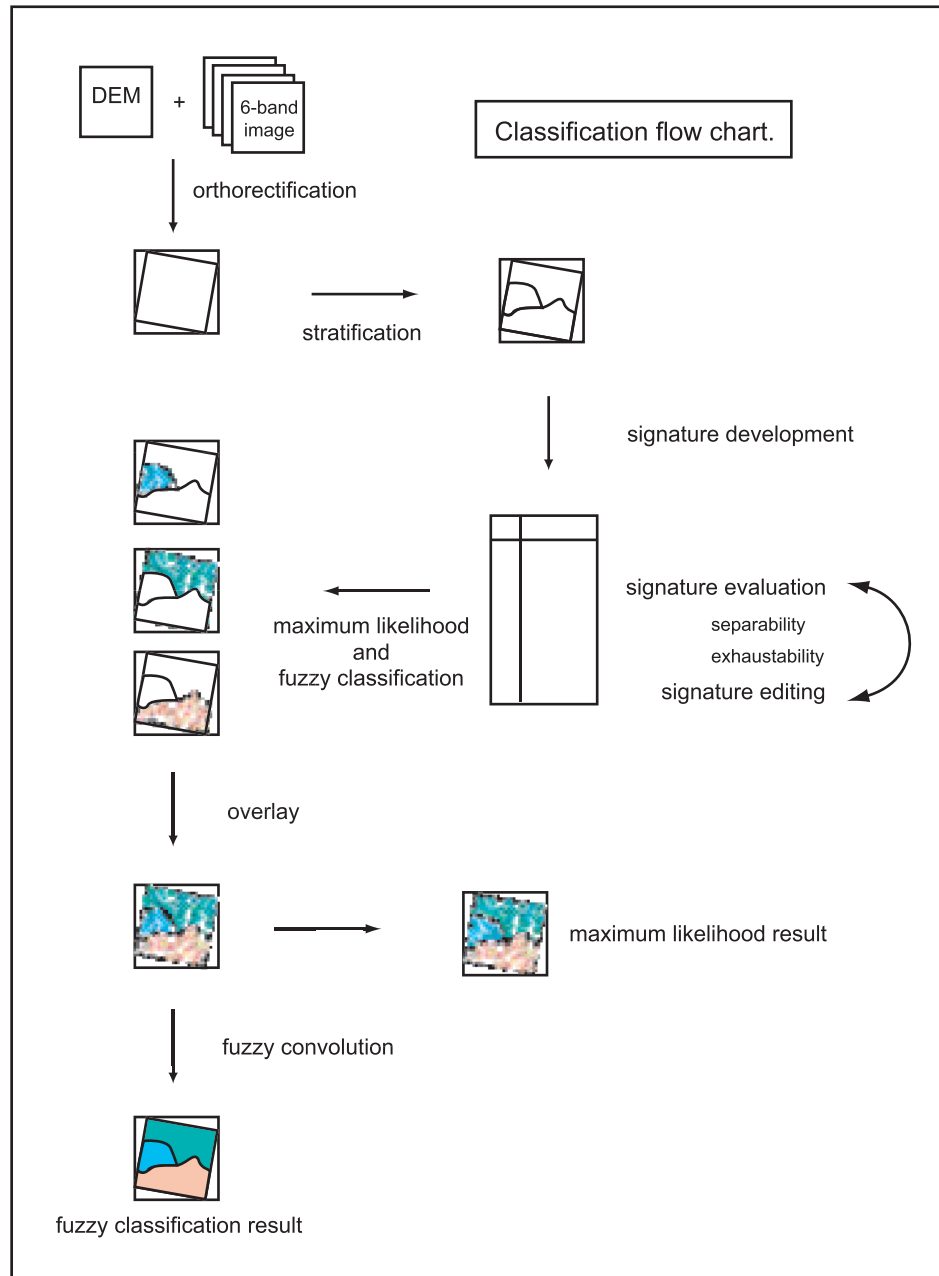 DEM
+
6-band
image
Classification flow chart.
orthorectification
stratification
signature development
signature evaluation
separability
exhaustability
signature editing
maximum likelihood
and
fuzzy classification
overlay
maximum likelihood result
fuzzy convolution
fuzzy classification result